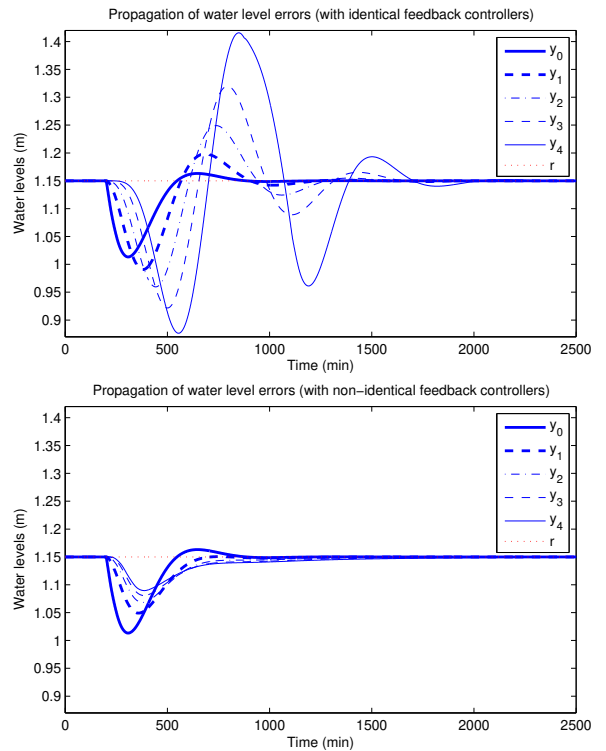 Propagation of water level errors (with identical feedback controllers)
1.4
1.35
1.3
1.25
1.2
1.15
1.1
1.05
1
0.95
0.9
Water levels (m)
y0
y1
y2
y3
y4
r
0 500 1000 1500 2000 2500
Time (min)
Propagation of water level errors (with non−identical feedback controllers)
1.4
1.35
1.3
1.25
1.2
1.15
1.1
1.05
1
0.95
0.9
Water levels (m)
y0
y1
y2
y3
y4
r
0 500 1000 1500 2000 2500
Time (min)